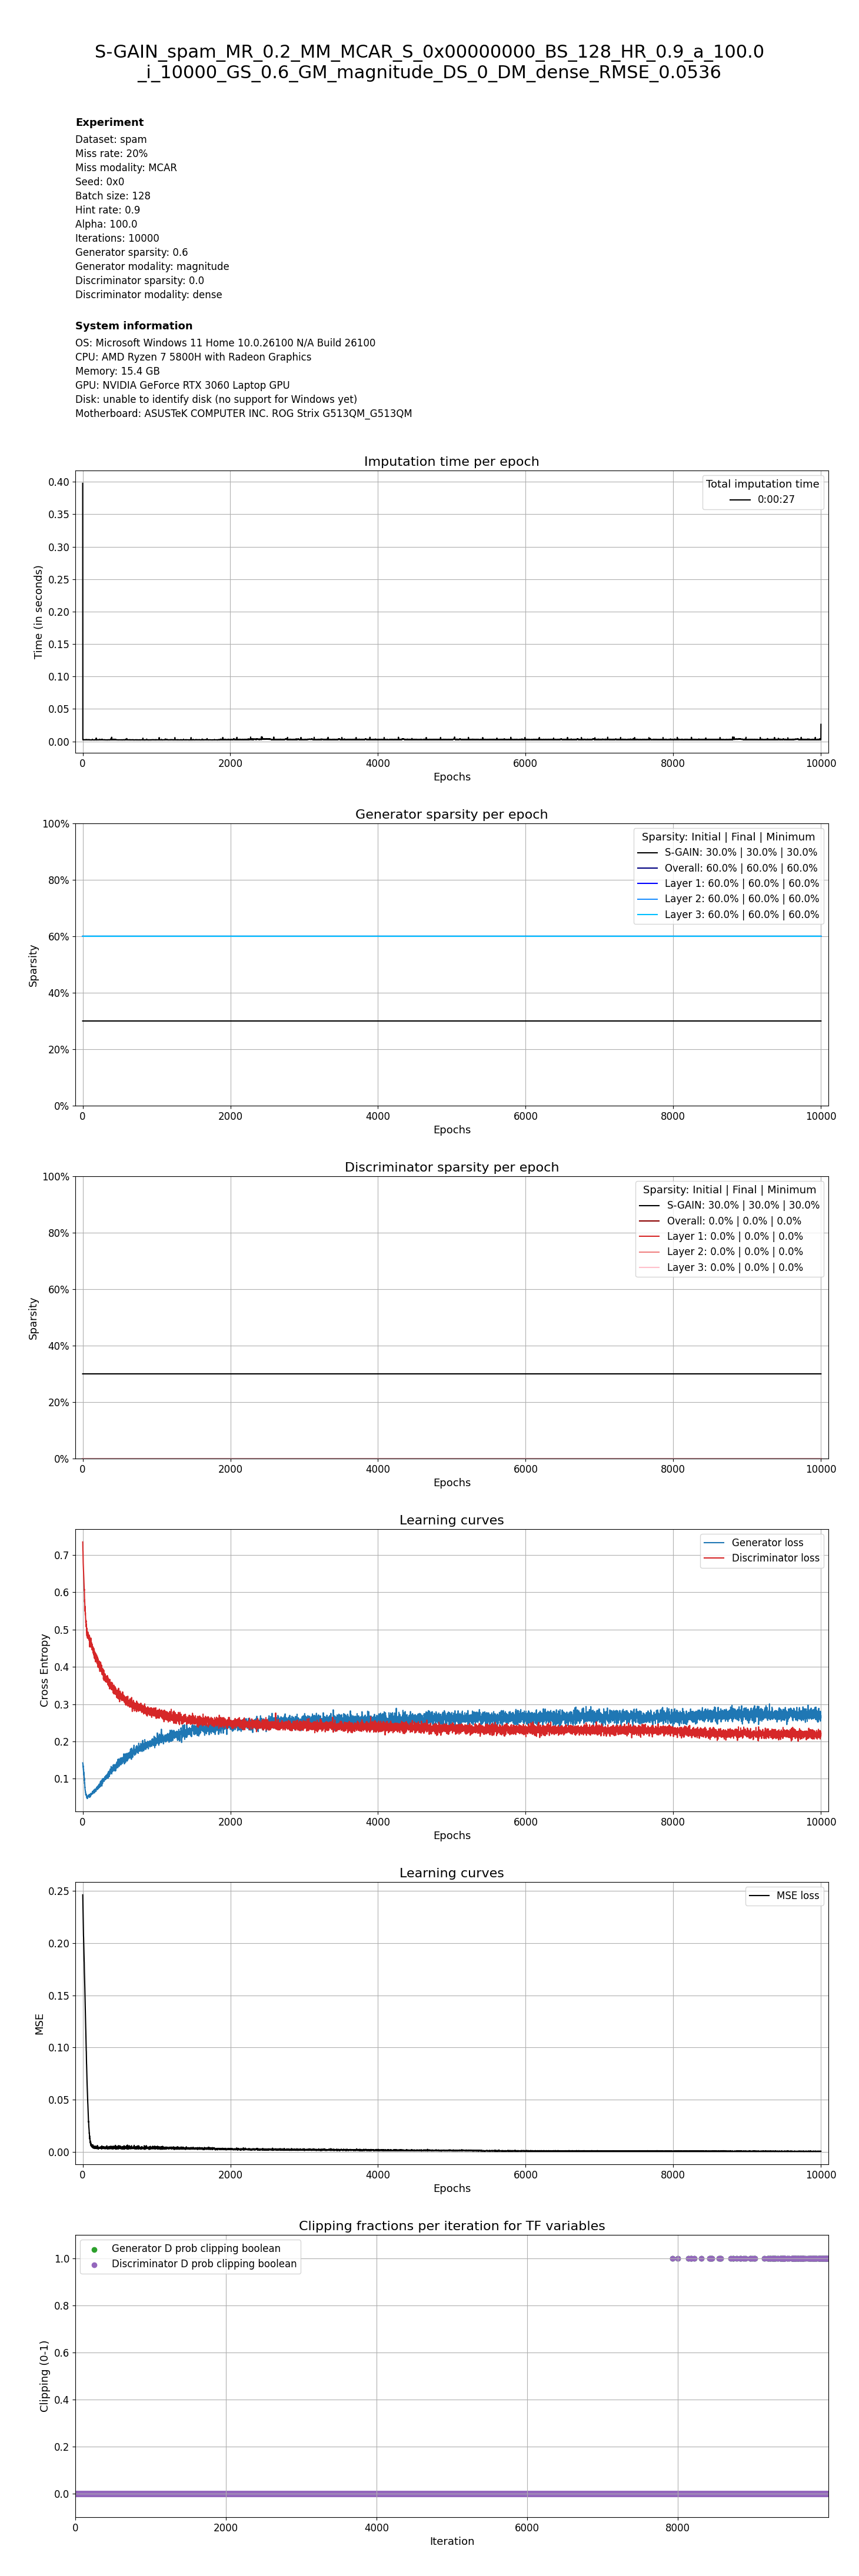 S-GAIN_spam_MR_0.2_MM_MCAR_S_0x00000000_BS_128_HR_0.9_a_100.0
_i_10000_GS_0.6_GM_magnitude_DS_0_DM_dense_RMSE_0.0536
Experiment
Dataset: spam
Miss rate: 20%
Miss modality: MCAR
Seed: 0x0
Batch size: 128
Hint rate: 0.9
Alpha: 100.0
Iterations: 10000
Generator sparsity: 0.6
Generator modality: magnitude
Discriminator sparsity: 0.0
Discriminator modality: dense
System information
OS: Microsoft Windows 11 Home 10.0.26100 N/A Build 26100
CPU: AMD Ryzen 7 5800H with Radeon Graphics
Memory: 15.4 GB
GPU: NVIDIA GeForce RTX 3060 Laptop GPU
Disk: unable to identify disk (no support for Windows yet)
Motherboard: ASUSTeK COMPUTER INC. ROG Strix G513QM_G513QM
Imputation time per epoch
Total imputation time
0:00:27
Time (in seconds)
0.40
0.35
0.30
0.25
0.20
0.15
0.10
0.05
0.00
0 2000 4000 6000 8000 10000
Epochs
Generator sparsity per epoch
Sparsity: Initial | Final | Minimum
S-GAIN: 30.0% | 30.0% | 30.0%
Overall: 60.0% | 60.0% | 60.0%
Layer 1: 60.0% | 60.0% | 60.0%
Layer 2: 60.0% | 60.0% | 60.0%
Layer 3: 60.0% | 60.0% | 60.0%
Sparsity
100%
80%
60%
40%
20%
0%
0 2000 4000 6000 8000 10000
Epochs
Discriminator sparsity per epoch
Sparsity: Initial | Final | Minimum
S-GAIN: 30.0% | 30.0% | 30.0%
Overall: 0.0% | 0.0% | 0.0%
Layer 1: 0.0% | 0.0% | 0.0%
Layer 2: 0.0% | 0.0% | 0.0%
Layer 3: 0.0% | 0.0% | 0.0%
Sparsity
100%
80%
60%
40%
20%
0%
0 2000 4000 6000 8000 10000
Epochs
Learning curves
Generator loss
Discriminator loss
Cross Entropy
0.7
0.6
0.5
0.4
0.3
0.2
0.1
0 2000 4000 6000 8000 10000
Epochs
Learning curves
MSE loss
MSE
0.25
0.20
0.15
0.10
0.05
0.00
0 2000 4000 6000 8000 10000
Epochs
Clipping fractions per iteration for TF variables
Generator D prob clipping boolean
Discriminator D prob clipping boolean
Clipping (0-1)
1.0
0.8
0.6
0.4
0.2
0.0
0 2000 4000 6000 8000
Iteration